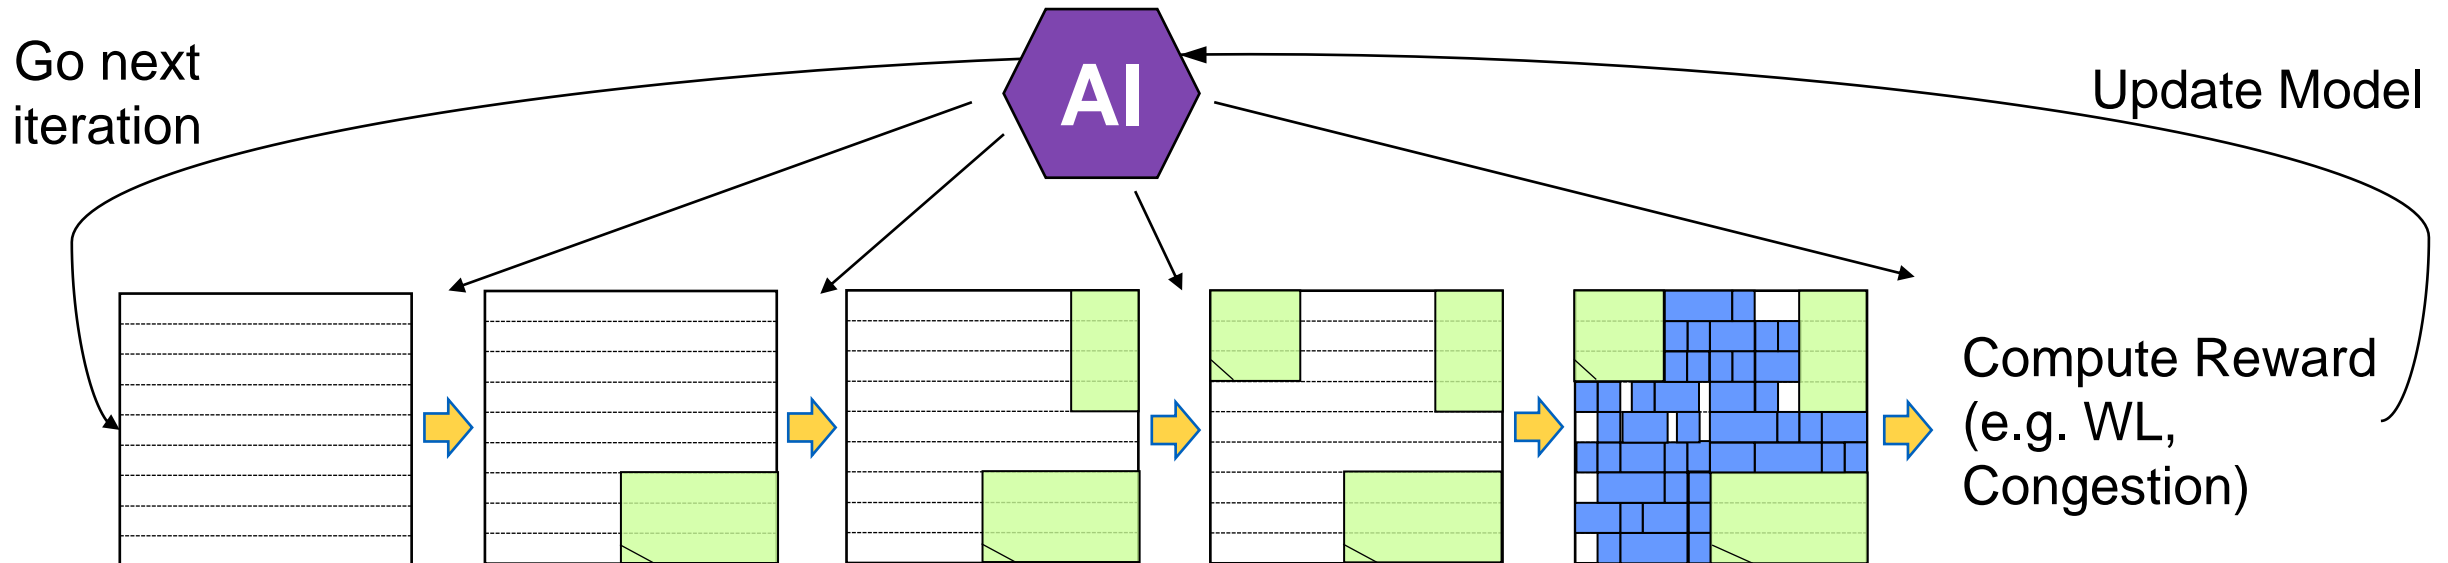 Go next
iteration
AI
Update Model
Compute Reward
(e.g. WL,
Congestion)